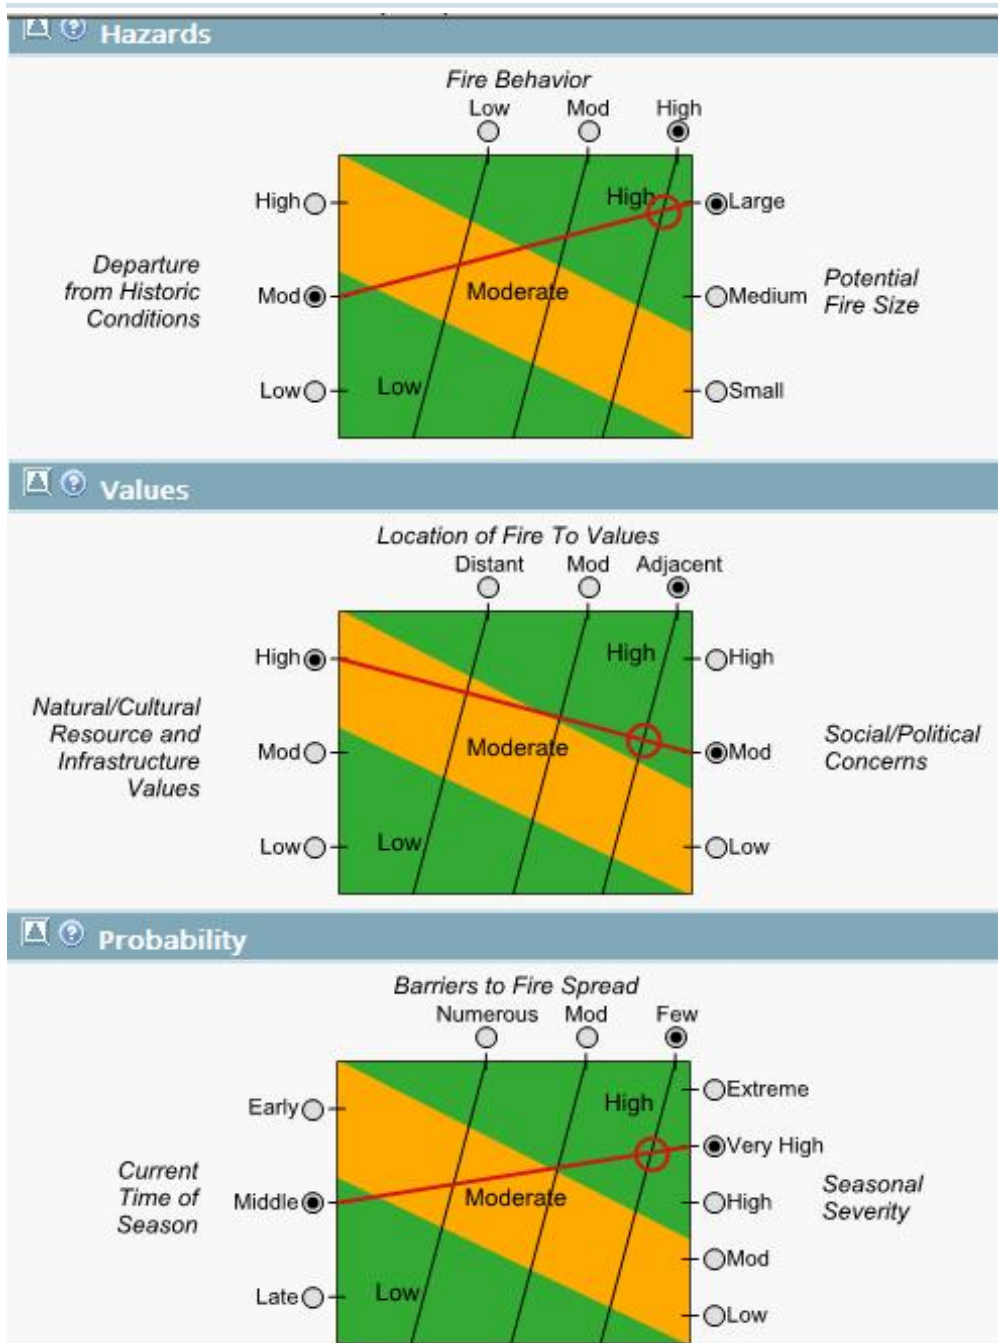 Hazards
Fire Behavior
Low Mod High
High High Large
Departure
from Historic
Conditions
Mod Moderate Medium
Potential
Fire Size
Low Low Small
Values
Location of Fire To Values
Distant Mod Adjacent
High High High
Natural/Cultural
Resource and
Infrastructure
Values
Mod Moderate Mod
Social/Political
Concerns
Low Low Low
Probability
Barriers to Fire Spread
Numerous Mod Few
Extreme
Early High
Very High
Current
Time of
Season
Middle Moderate High
Seasonal
Severity
Mod
Late Low
Low